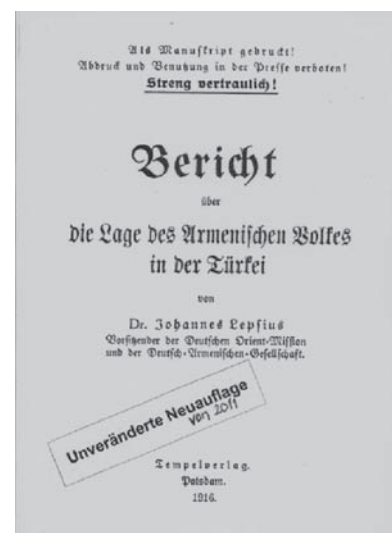 Als Manuskript gedruckt!
Abdruck und Benutzung in der Presse verboten!
Streng vertraulich!
Bericht
über
die Lage des Armenischen Volkes
in der Türkei
von
Dr. Johannes Lepsius
Vorsitzender der Deutschen Orient-Mission
und der Deutsch-Armenischen-Gesellschaft.
Unveränderte Neuauflage
von 2011
Tempelverlag.
Potsdam.
1916.